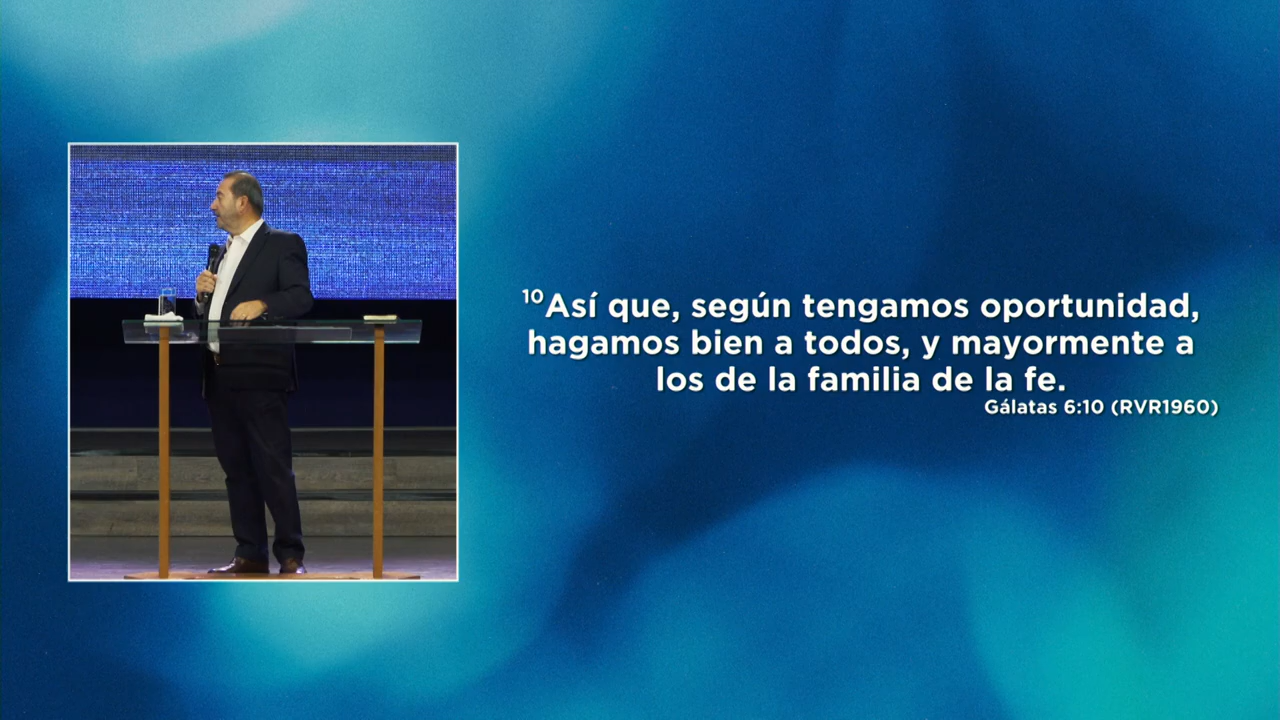 ¹⁰Así que, según tengamos oportunidad,
hagamos bien a todos, y mayormente a
los de la familia de la fe.
Gálatas 6:10 (RVR1960)